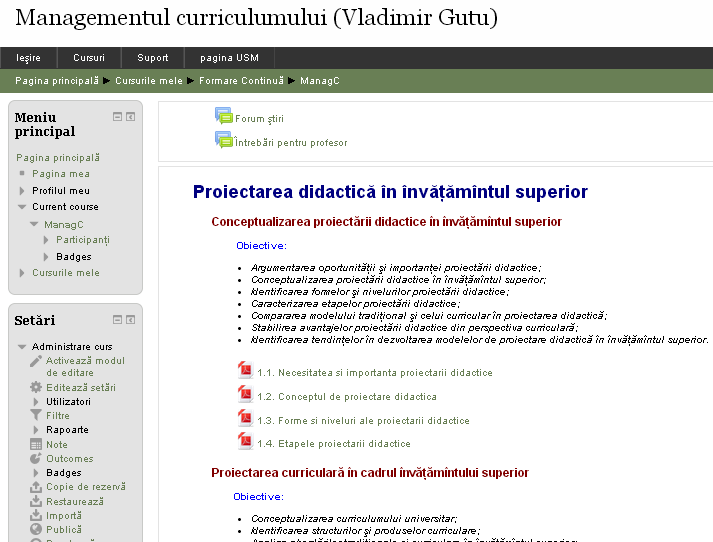 Managementul curriculumului (Vladimir Gutu)
Ieşire Cursuri Suport pagina USM
Pagina principală ► Cursurile mele ► Formare Continuă ► ManagC
Meniu
principal
Pagina principală
Pagina mea
Profilul meu
Current course
ManagC
Participanţi
Badges
Cursurile mele
Setări
Administrare curs
Activează modul
de editare
Editează setări
Utilizatori
Filtre
Rapoarte
Note
Outcomes
Badges
Copie de rezervă
Restaurează
Importă
Publică
Forum ştiri
Întrebări pentru profesor
Proiectarea didactică în învăţămîntul superior
Conceptualizarea proiectării didactice în învăţămîntul superior
Obiective:
• Argumentarea oportunităţii şi importanţei proiectării didactice;
• Conceptualizarea proiectării didactice în învăţămîntul superior;
• Identificarea formelor şi nivelurilor proiectării didactice;
• Caracterizarea etapelor proiectării didactice;
• Compararea modelului tradiţional şi celui curricular în proiectarea didactică;
• Stabilirea avantajelor proiectării didactice din perspectiva curriculară;
• Identificarea tendinţelor în dezvoltarea modelelor de proiectare didactică în învăţămîntul superior.
1.1. Necesitatea si importanta proiectarii didactice
1.2. Conceptul de proiectare didactica
1.3. Forme si niveluri ale proiectarii didactice
1.4. Etapele proiectarii didactice
Proiectarea curriculară în cadrul învăţămîntului superior
Obiective:
• Conceptualizarea curriculumului universitar;
• Identificarea structurii şi produselor curriculare;